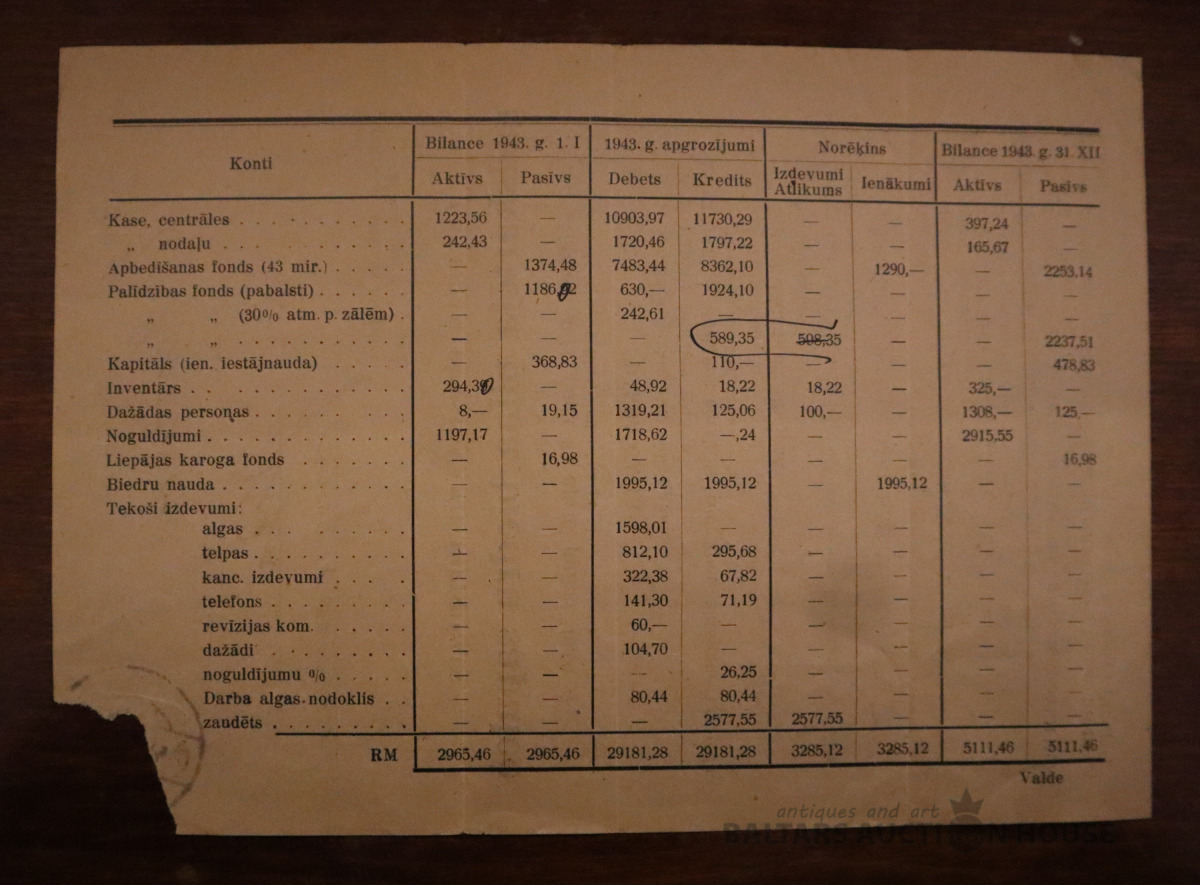 Konti Bilance 1943. g. 1. I 1943. g. apgrozījumi Norēķins Bilance 1943. g. 31. XII
Aktīvs Pasīvs Debets Kredits Izdevumi Atlikums Ienākumi Aktīvs Pasīvs
Kase, centrāles . . . . . . . . . . 1223,56 — 10903,97 11730,29 — — 397,24 —
„ nodaļu . . . . . . . . . . . 242,43 — 1720,46 1797,22 — — 165,67 —
Apbedīšanas fonds (43 mir.) . . . . . — 1374,48 7483,44 8362,10 — 1290,— — 2253,14
Palīdzības fonds (pabalsti) . . . . . . — 630,— 1924,10 — — — —
„ „ (30% atm. p. zālēm) . — — 242,61 — — — — —
„ „ . . . . . . . . — — — 589,35 598,35 — — 2237,51
Kapitāls (ien. iestājnauda) . . . . . — 368,83 — 110,— — — — 478,83
Inventārs . . . . . . . . . . . . 294,30 — 48,92 18,22 18,22 — 325,— —
Dažādas personas . . . . . . . . . 8,— 19,15 1319,21 125,06 100,— — 1308,— 125,—
Noguldījumi . . . . . . . . . . . 1197,17 — 1718,62 —,24 — — 2915,55 —
Liepājas karoga fonds . . . . . . . — 16,98 — — — — — 16,98
Biedru nauda . . . . . . . . . . . — — 1995,12 1995,12 — 1995,12 — —
Tekoši izdevumi:
algas . . . . . . . . — — 1598,01 — — — — —
telpas . . . . . . . . — — 812,10 295,68 — — — —
kanc. izdevumi . . . . — — 322,38 67,82 — — — —
telefons . . . . . . . — — 141,30 71,19 — — — —
revīzijas kom. . . . . . — — 60,— — — — — —
dažādi . . . . . . . . — — 104,70 — — — — —
noguldījumu % . . . . . — — — 26,25 — — — —
Darba algas nodoklis . . — — 80,44 80,44 — — — —
zaudēts . . . . . . . . — — — 2577,55 2577,55 — — —
RM 2965,46 2965,46 29181,28 29181,28 3285,12 3285,12 5111,46 5111,46
Valde
antiques and art
BALTARS AUCTION HOUSE